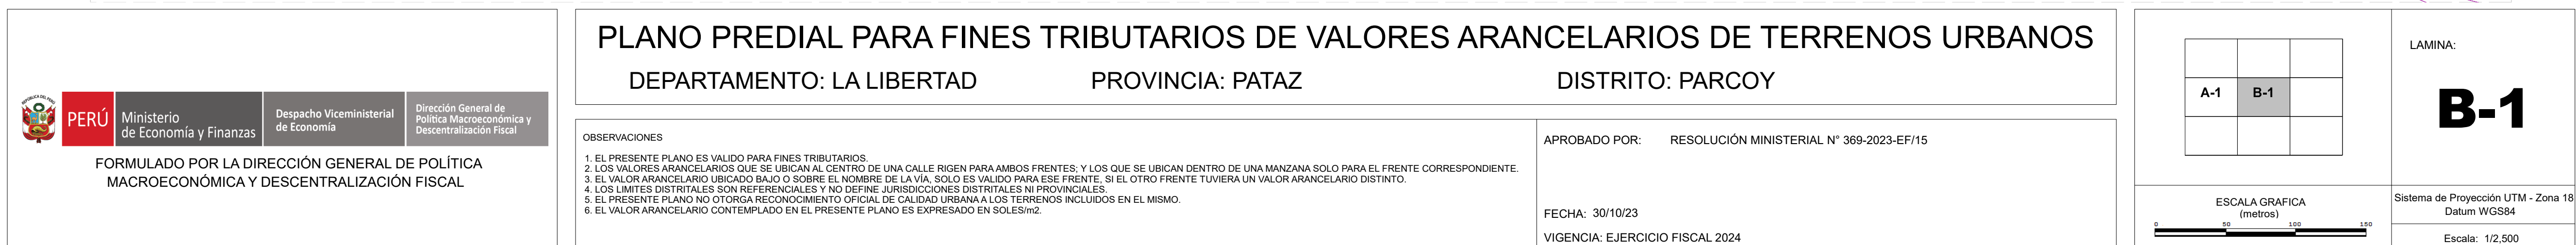 REPÚBLICA DEL PERÚ
PERÚ
Ministerio
de Economía y Finanzas
Despacho Viceministerial
de Economía
Dirección General de
Política Macroeconómica y
Descentralización Fiscal
FORMULADO POR LA DIRECCIÓN GENERAL DE POLÍTICA
MACROECONÓMICA Y DESCENTRALIZACIÓN FISCAL
PLANO PREDIAL PARA FINES TRIBUTARIOS DE VALORES ARANCELARIOS DE TERRENOS URBANOS
DEPARTAMENTO: LA LIBERTAD PROVINCIA: PATAZ DISTRITO: PARCOY
OBSERVACIONES
1. EL PRESENTE PLANO ES VALIDO PARA FINES TRIBUTARIOS.
2. LOS VALORES ARANCELARIOS QUE SE UBICAN AL CENTRO DE UNA CALLE RIGEN PARA AMBOS FRENTES; Y LOS QUE SE UBICAN DENTRO DE UNA MANZANA SOLO PARA EL FRENTE CORRESPONDIENTE.
3. EL VALOR ARANCELARIO UBICADO BAJO O SOBRE EL NOMBRE DE LA VÍA, SOLO ES VALIDO PARA ESE FRENTE, SI EL OTRO FRENTE TUVIERA UN VALOR ARANCELARIO DISTINTO.
4. LOS LIMITES DISTRITALES SON REFERENCIALES Y NO DEFINE JURISDICCIONES DISTRITALES NI PROVINCIALES.
5. EL PRESENTE PLANO NO OTORGA RECONOCIMIENTO OFICIAL DE CALIDAD URBANA A LOS TERRENOS INCLUIDOS EN EL MISMO.
6. EL VALOR ARANCELARIO CONTEMPLADO EN EL PRESENTE PLANO ES EXPRESADO EN SOLES/m2.
APROBADO POR: RESOLUCIÓN MINISTERIAL N° 369-2023-EF/15
FECHA: 30/10/23
VIGENCIA: EJERCICIO FISCAL 2024
A-1 B-1
LAMINA:
B-1
ESCALA GRAFICA
(metros)
0 50 100 150
Sistema de Proyección UTM - Zona 18
Datum WGS84
Escala: 1/2,500